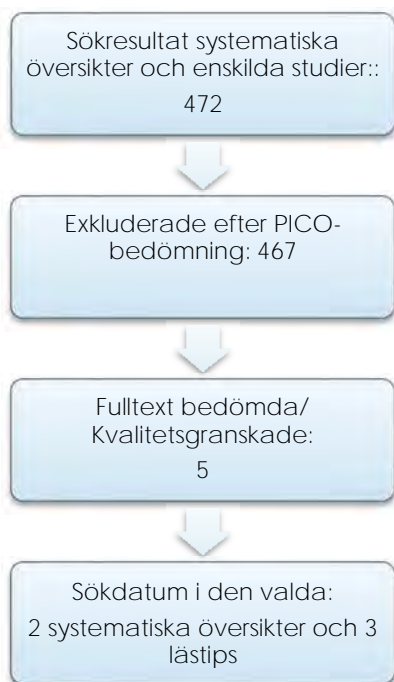 Sökresultat systematiska
översikter och enskilda studier::
472
Exkluderade efter PICO-
bedömning: 467
Fulltext bedömda/
Kvalitetsgranskade:
5
Sökdatum i den valda:
2 systematiska översikter och 3
lästips